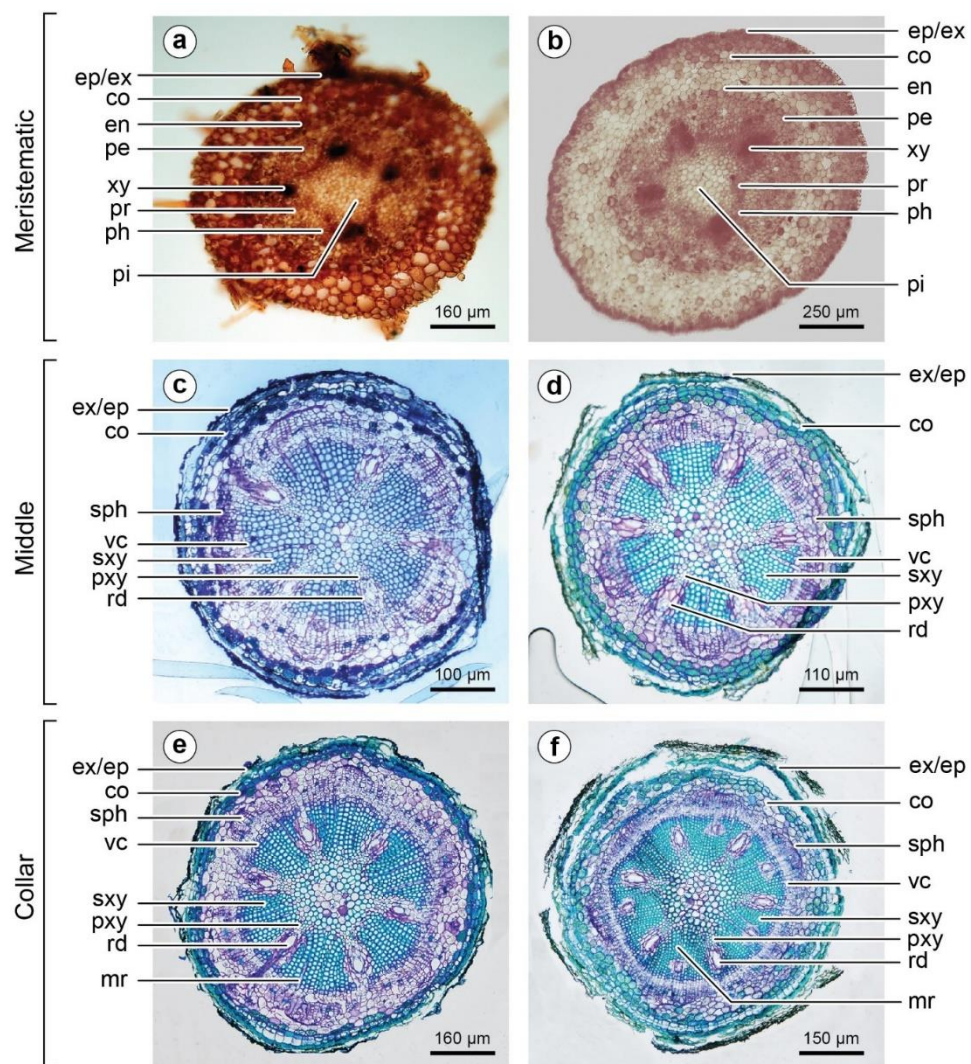 Meristematic
a
ep/ex
co
en
pe
xy
pr
ph
pi
160 µm
b
ep/ex
co
en
pe
xy
pr
ph
pi
250 µm
Middle
c
ex/ep
co
sph
vc
sxy
pxy
rd
100 µm
d
ex/ep
co
sph
vc
sxy
pxy
rd
110 µm
Collar
e
ex/ep
co
sph
vc
sxy
pxy
rd
mr
160 µm
f
ex/ep
co
sph
vc
sxy
pxy
rd
mr
150 µm